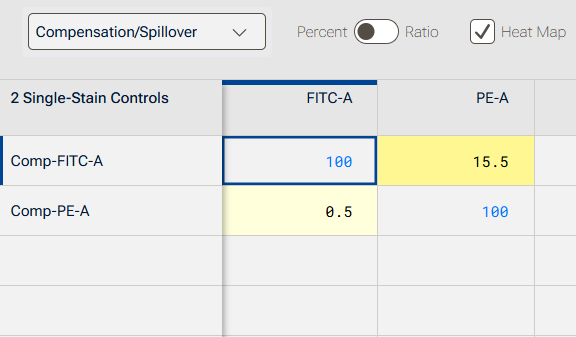 Compensation/Spillover
Percent
Ratio
Heat Map
2 Single-Stain Controls
FITC-A
PE-A
Comp-FITC-A
100
15.5
Comp-PE-A
0.5
100